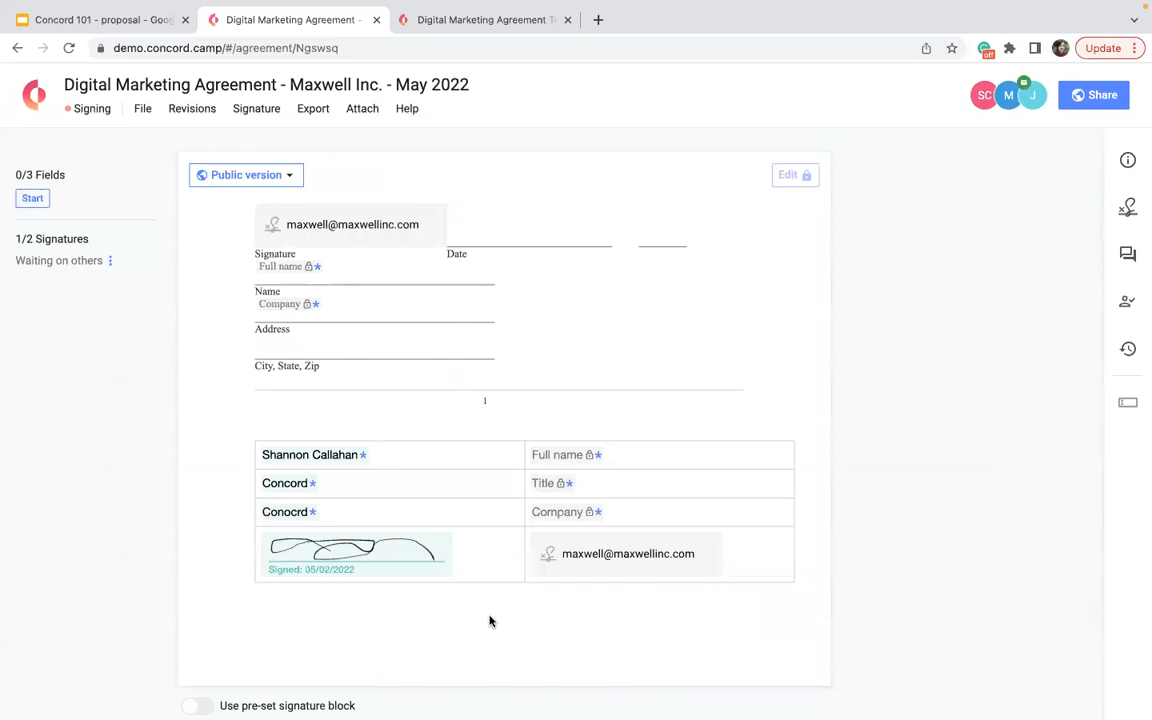 Concord 101 - proposal - Goog
Digital Marketing Agreement -
Digital Marketing Agreement T
demo.concord.camp/#/agreement/Ngswsq
off
Update
Digital Marketing Agreement - Maxwell Inc. - May 2022
Signing File Revisions Signature Export Attach Help
SC M J
Share
0/3 Fields
Start
1/2 Signatures
Waiting on others
Public version
Edit
maxwell@maxwellinc.com
Signature Date
Full name *
Name
Company *
Address
City, State, Zip
1
Shannon Callahan * Full name *
Concord * Title *
Conocrd * Company *
Signed: 05/02/2022
maxwell@maxwellinc.com
Use pre-set signature block